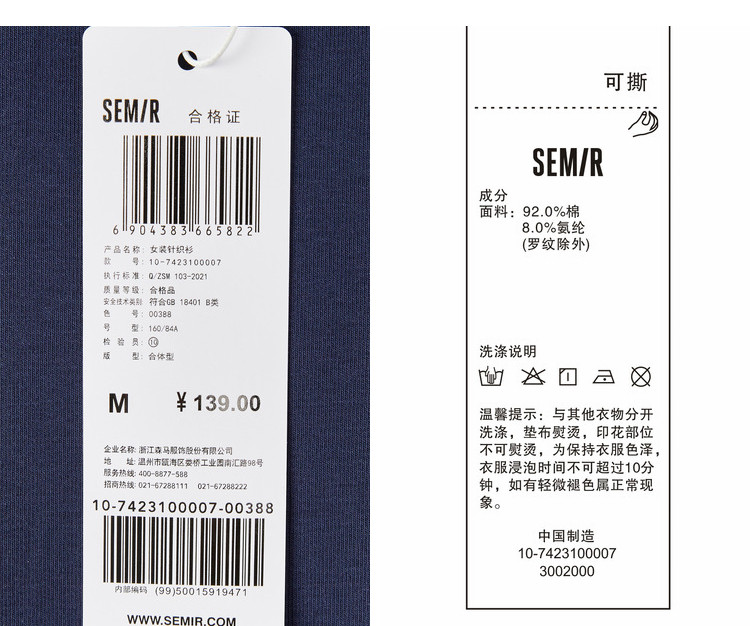 SEMIR
合格证
6 904383 665822
产品名称: 女装针织衫
款 号: 10-7423100007
执行标准: Q/ZSM 103-2021
质量等级: 合格品
安全技术类别: 符合GB 18401 B类
色 号: 00388
号 型: 160/84A
检 验 员: ⑩
版 型: 合体型
M ¥139.00
企业名称: 浙江森马服饰股份有限公司
地 址: 温州市瓯海区娄桥工业园南汇路98号
服务热线: 400-8877-588
招商热线: 021-67288111 021-67288222
10-7423100007-00388
内部编码 (99)50015919471
WWW.SEMIR.COM
可撕
SEMIR
成分
面料: 92.0%棉
8.0%氨纶
(罗纹除外)
洗涤说明
温馨提示: 与其他衣物分开
洗涤, 垫布熨烫, 印花部位
不可熨烫, 为保持衣服色泽,
衣服浸泡时间不可超过10分
钟, 如有轻微褪色属正常现
象。
中国制造
10-7423100007
3002000